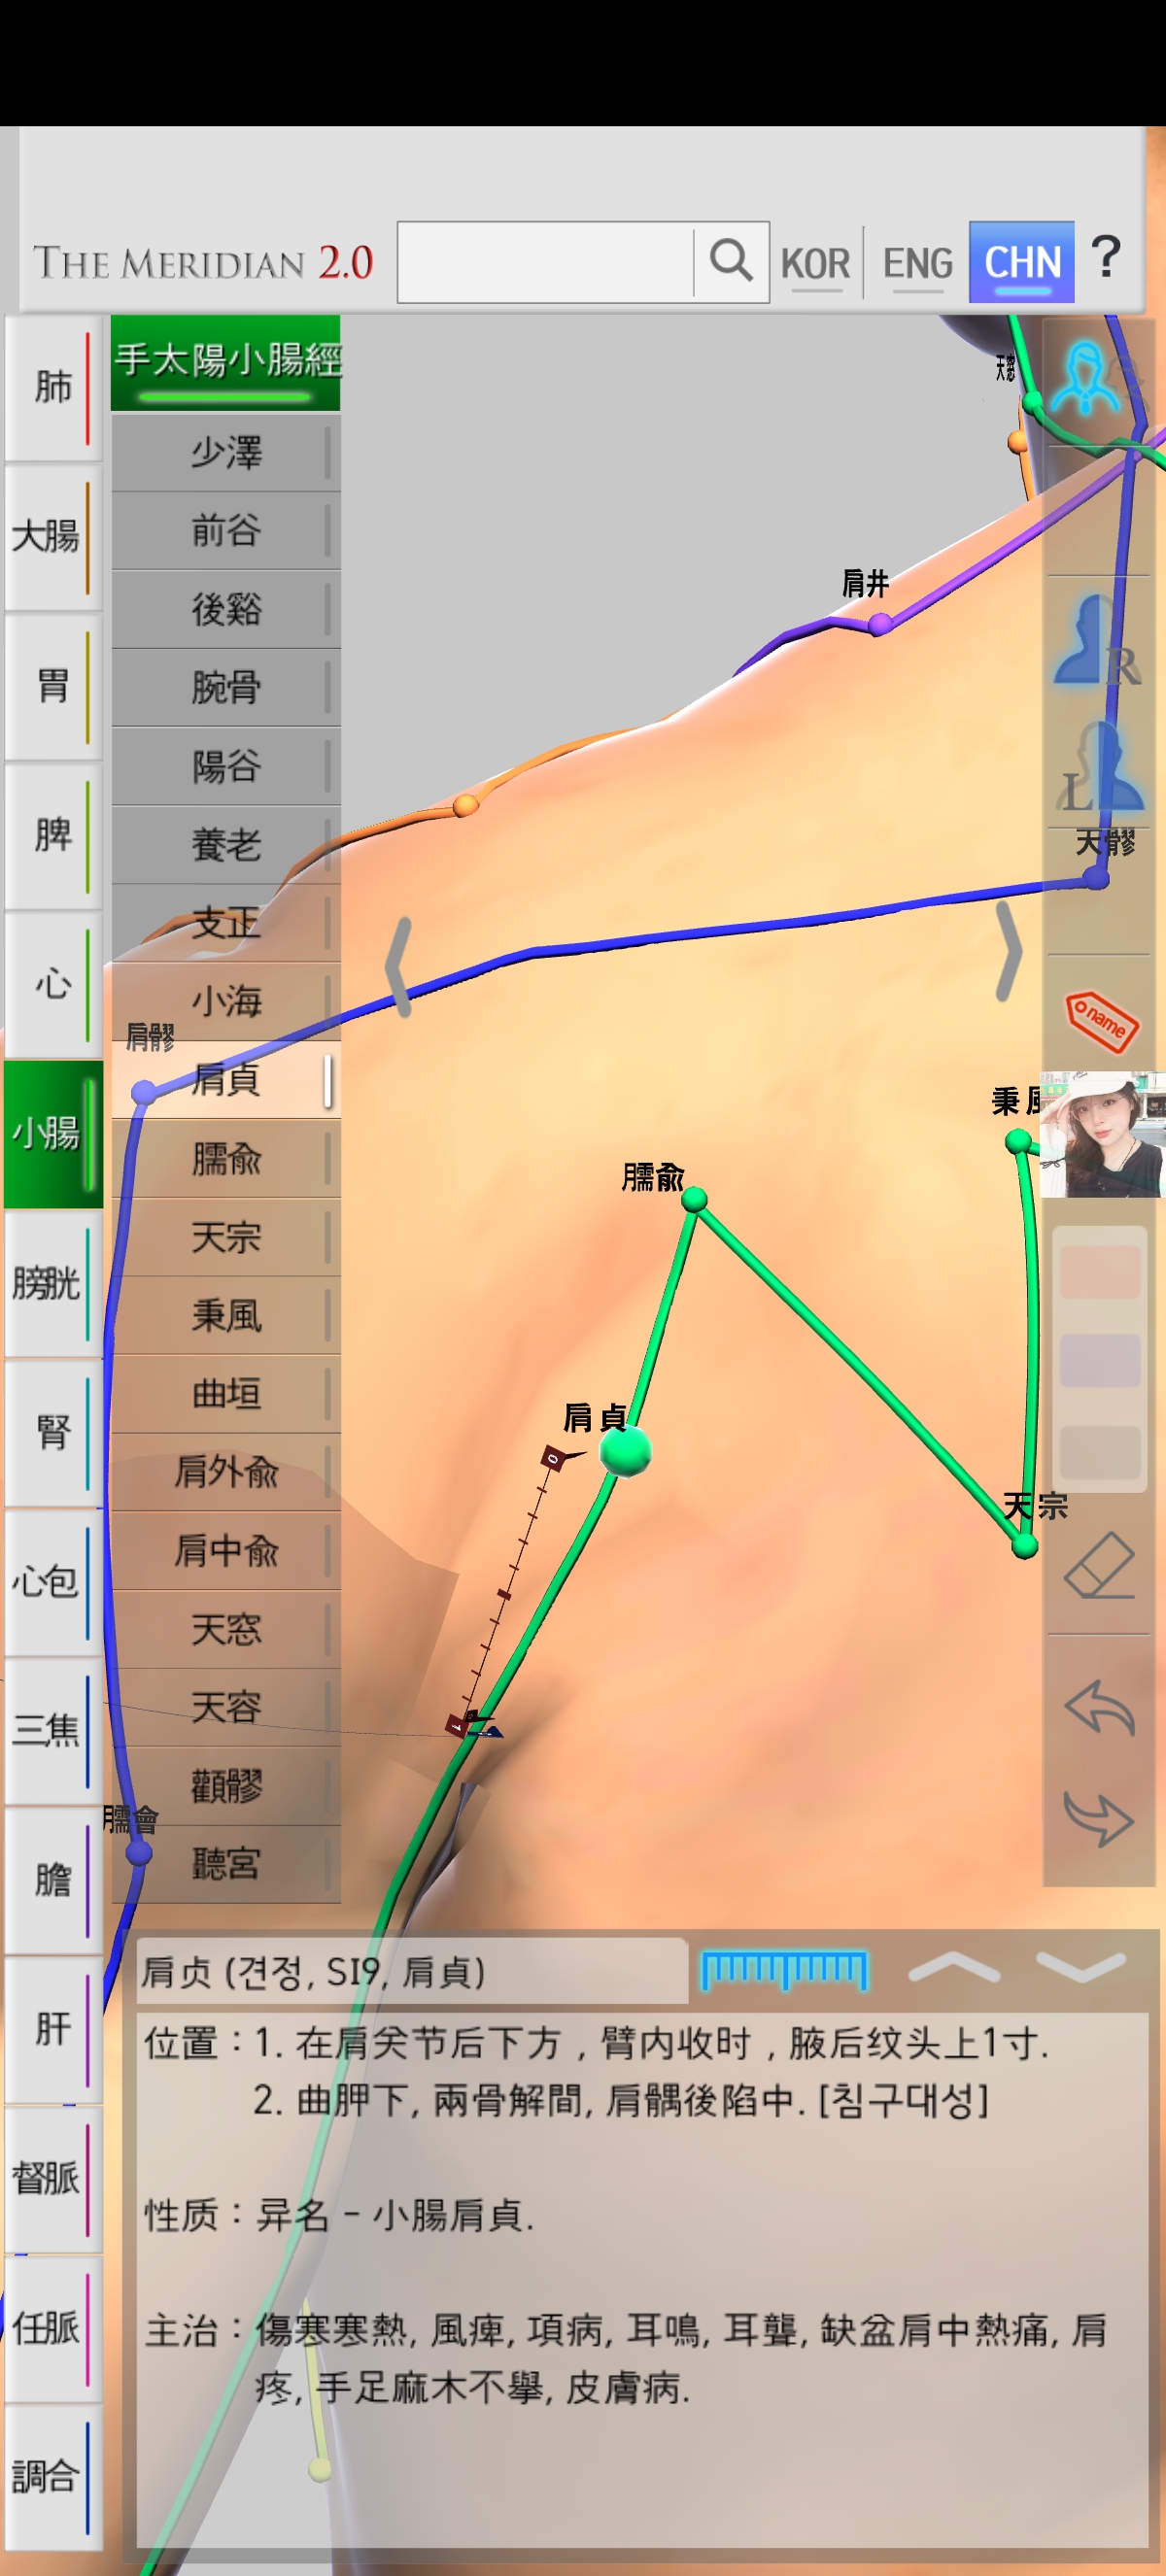 THE MERIDIAN 2.0
KOR
ENG
CHN
?
肺
大腸
胃
脾
心
小腸
膀胱
腎
心包
三焦
膽
肝
督脈
任脈
調合
手太陽小腸經
少澤
前谷
後谿
腕骨
陽谷
養老
支正
小海
肩貞
臑兪
天宗
秉風
曲垣
肩外兪
肩中兪
天窓
天容
顴髎
聽宮
天窓
肩井
R
L
天髎
name
肩髎
秉風
臑兪
肩貞
0
天宗
1
臑會
肩贞 (견정, SI9, 肩貞)
位置：1. 在肩关节后下方，臂内收时，腋后纹头上1寸.
2. 曲胛下, 兩骨解間, 肩髃後陷中. [침구대성]
性质：异名 - 小腸肩貞.
主治：傷寒寒熱, 風痺, 項病, 耳鳴, 耳聾, 缺盆肩中熱痛, 肩
疼, 手足麻木不擧, 皮膚病.